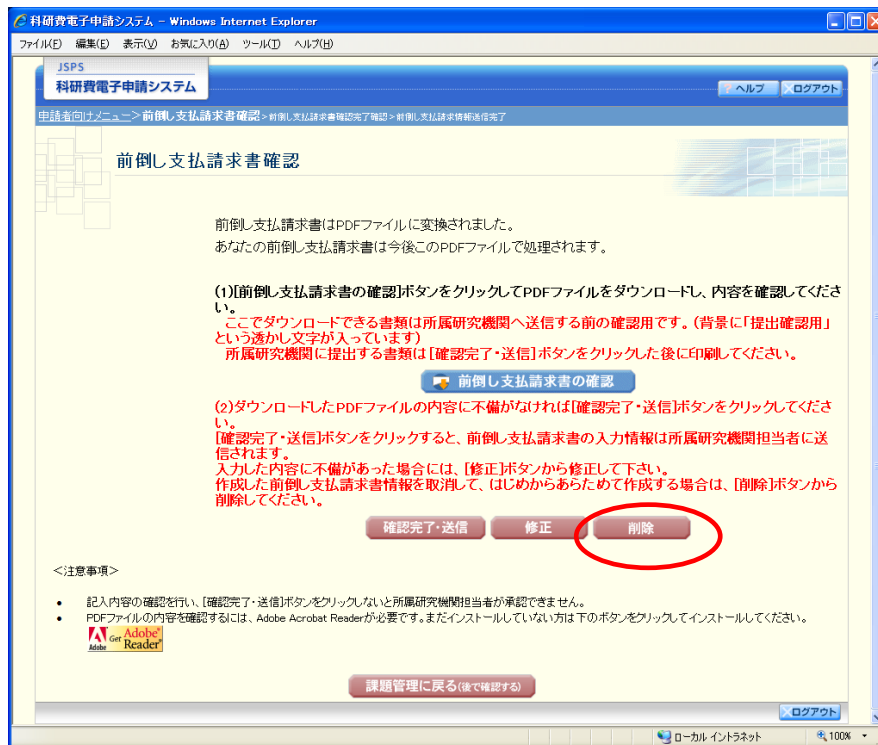 科研費電子申請システム - Windows Internet Explorer
ファイル(F) 編集(E) 表示(V) お気に入り(A) ツール(T) ヘルプ(H)
JSPS
科研費電子申請システム
? ヘルプ ログアウト
申請者向けメニュー>前倒し支払請求書確認>前倒し支払請求書確認完了確認>前倒し支払請求情報送信完了
前倒し支払請求書確認
前倒し支払請求書はPDFファイルに変換されました。
あなたの前倒し支払請求書は今後このPDFファイルで処理されます。
(1)[前倒し支払請求書の確認]ボタンをクリックしてPDFファイルをダウンロードし、内容を確認してくださ
い。
ここでダウンロードできる書類は所属研究機関へ送信する前の確認用です。(背景に「提出確認用」
という透かし文字が入っています)
所属研究機関に提出する書類は[確認完了・送信]ボタンをクリックした後に印刷してください。
前倒し支払請求書の確認
(2)ダウンロードしたPDFファイルの内容に不備がなければ[確認完了・送信]ボタンをクリックしてくださ
い。
[確認完了・送信]ボタンをクリックすると、前倒し支払請求書の入力情報は所属研究機関担当者に送
信されます。
入力した内容に不備があった場合には、[修正]ボタンから修正して下さい。
作成した前倒し支払請求書情報を取消して、はじめからあらためて作成する場合は、[削除]ボタンから
削除してください。
確認完了・送信 修正 削除
<注意事項>
• 記入内容の確認を行い、[確認完了・送信]ボタンをクリックしないと所属研究機関担当者が承認できません。
• PDFファイルの内容を確認するには、Adobe Acrobat Readerが必要です。まだインストールしていない方は下のボタンをクリックしてインストールしてください。
Adobe Get Adobe® Reader®
課題管理に戻る(後で確認する)
ログアウト
ローカル イントラネット 100%